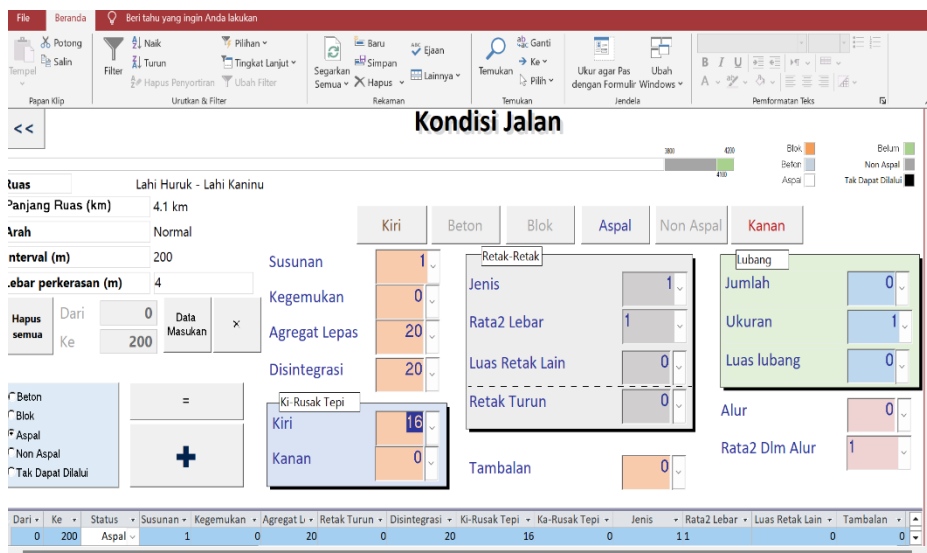 File Beranda Beri tahu yang ingin Anda lakukan
Tempel
Potong
Salin
Papan Klip
Filter
Naik
Turun
Hapus Penyortiran
Pilihan
Tingkat Lanjut
Ubah Filter
Urutkan & Filter
Segarkan Semua
Baru
Simpan
Hapus
Ejaan
Lainnya
Rekaman
Temukan
Ganti
Ke
Pilih
Temukan
Ukur agar Pas dengan Formulir
Ubah Windows
Jendela
B I U
A
Pemformatan Teks
<<
Kondisi Jalan
3800 4200
4100
Blok Belum
Beton Non Aspal
Aspal Tak Dapat Dilalui
Ruas Lahi Huruk - Lahi Kaninu
Panjang Ruas (km) 4.1 km
Arah Normal
Interval (m) 200
Lebar perkerasan (m) 4
Hapus semua
Dari 0
Ke 200
Data Masukan
×
Kiri Beton Blok Aspal Non Aspal Kanan
Susunan 1
Kegemukan 0
Agregat Lepas 20
Disintegrasi 20
Retak-Retak
Jenis 1
Rata2 Lebar 1
Luas Retak Lain 0
Retak Turun 0
Lubang
Jumlah 0
Ukuran 1
Luas lubang 0
Beton
Blok
Aspal
Non Aspal
Tak Dapat Dilalui
=
+
Ki-Rusak Tepi
Kiri 16
Kanan 0
Tambalan 0
Alur 0
Rata2 Dlm Alur 1
Dari Ke Status Susunan Kegemukan Agregat L Retak Turun Disintegrasi Ki-Rusak Tepi Ka-Rusak Tepi Jenis Rata2 Lebar Luas Retak Lain Tambalan
0 200 Aspal 1 0 20 0 20 16 0 1 1 0 0